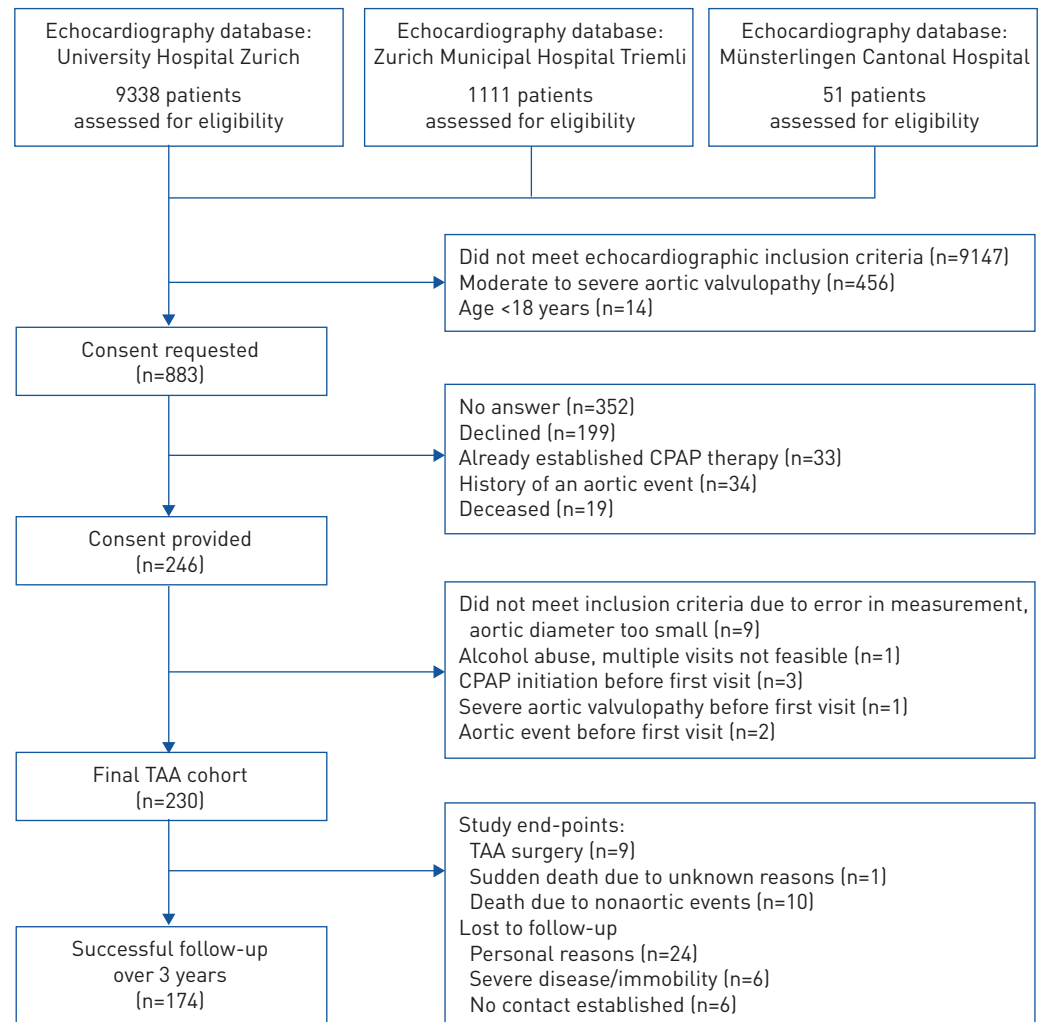 Echocardiography database:
University Hospital Zurich
9338 patients
assessed for eligibility
Echocardiography database:
Zurich Municipal Hospital Triemli
1111 patients
assessed for eligibility
Echocardiography database:
Münsterlingen Cantonal Hospital
51 patients
assessed for eligibility
Did not meet echocardiographic inclusion criteria (n=9147)
Moderate to severe aortic valvulopathy (n=456)
Age <18 years (n=14)
Consent requested
(n=883)
No answer (n=352)
Declined (n=199)
Already established CPAP therapy (n=33)
History of an aortic event (n=34)
Deceased (n=19)
Consent provided
(n=246)
Did not meet inclusion criteria due to error in measurement,
aortic diameter too small (n=9)
Alcohol abuse, multiple visits not feasible (n=1)
CPAP initiation before first visit (n=3)
Severe aortic valvulopathy before first visit (n=1)
Aortic event before first visit (n=2)
Final TAA cohort
(n=230)
Study end-points:
TAA surgery (n=9)
Sudden death due to unknown reasons (n=1)
Death due to nonaortic events (n=10)
Lost to follow-up
Personal reasons (n=24)
Severe disease/immobility (n=6)
No contact established (n=6)
Successful follow-up
over 3 years
(n=174)